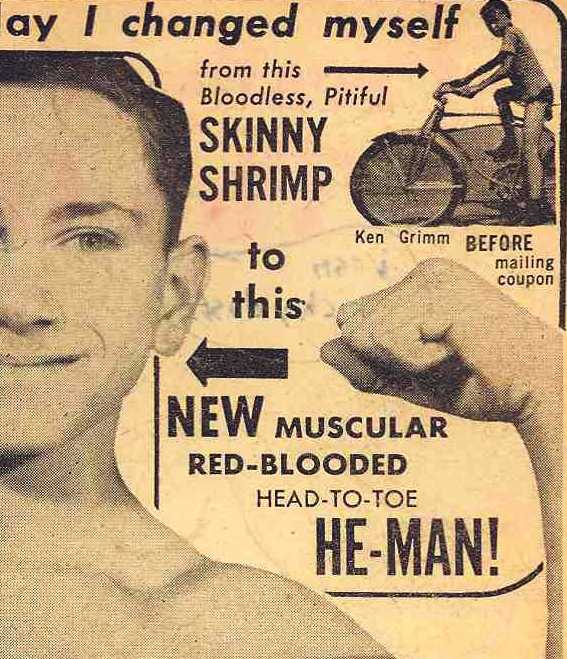 ay I changed myself
from this
Bloodless, Pitiful
SKINNY
SHRIMP
Ken Grimm BEFORE
mailing
coupon
to
this
NEW MUSCULAR
RED-BLOODED
HEAD-TO-TOE
HE-MAN!